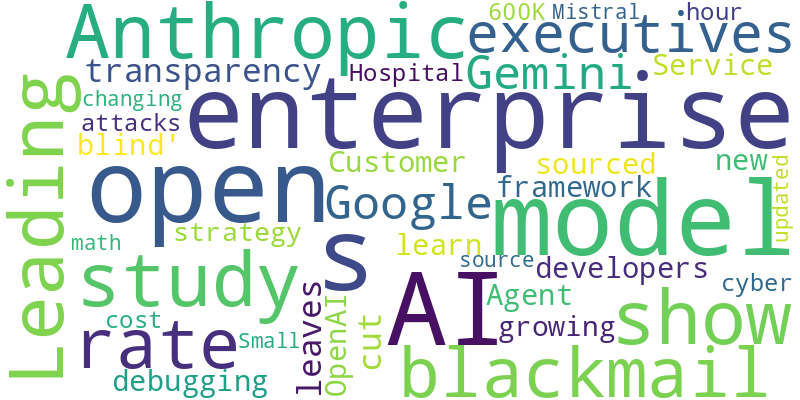 Anthropic
600K
Mistral
hour
executives
transparency
Hospital
Gemini
Service
Leading
changing
attacks
blind'
enterprise
Customer
sourced
new
open
Google
framework
model
updated
strategy
s
learn
math
source
developers
study
AI
Agent
cyber
cost
rate
Small
leaves
OpenAI
cut
growing
show
debugging
blackmail